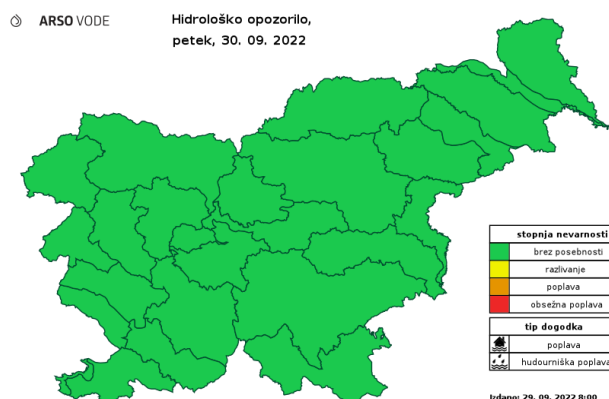 ARSO VODE
Hidrološko opozorilo,
petek, 30. 09. 2022
stopnja nevarnosti
brez posebnosti
razlivanje
poplava
obsežna poplava
tip dogodka
poplava
hudourniška poplava
Izdano: 29. 09. 2022 8:00